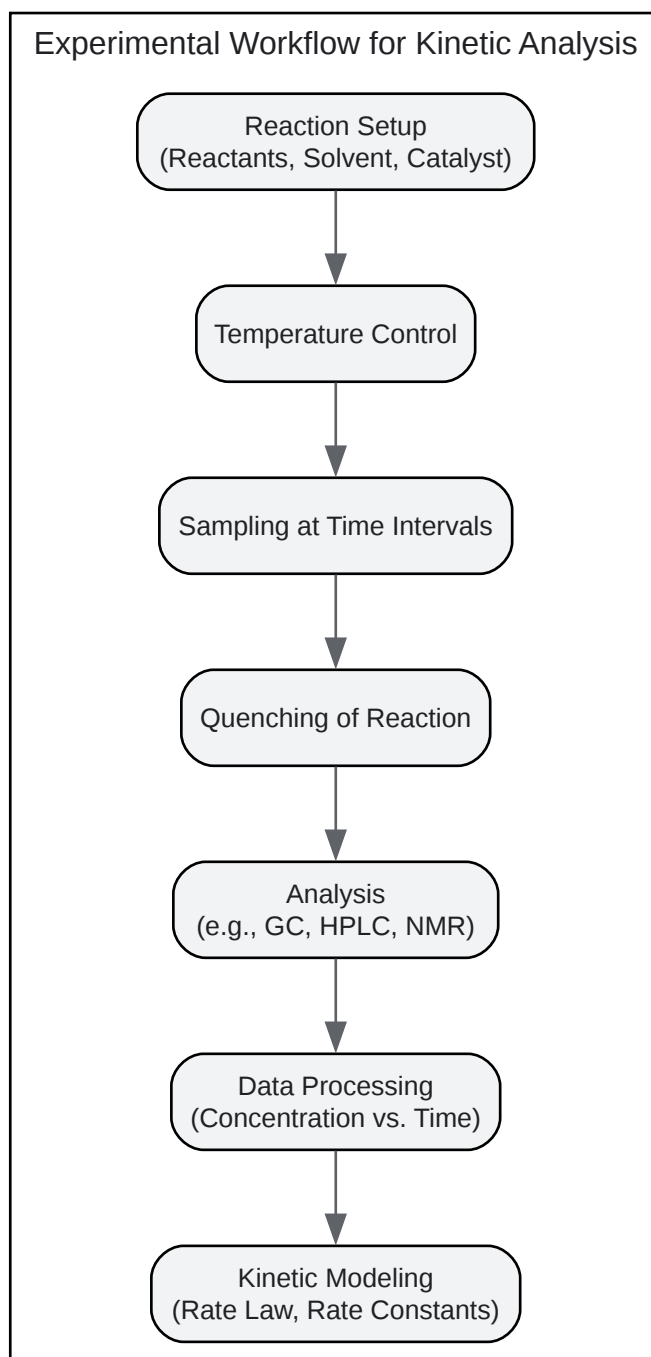 Experimental Workflow for Kinetic Analysis
Reaction Setup
(Reactants, Solvent, Catalyst)
Temperature Control
Sampling at Time Intervals
Quenching of Reaction
Analysis
(e.g., GC, HPLC, NMR)
Data Processing
(Concentration vs. Time)
Kinetic Modeling
(Rate Law, Rate Constants)